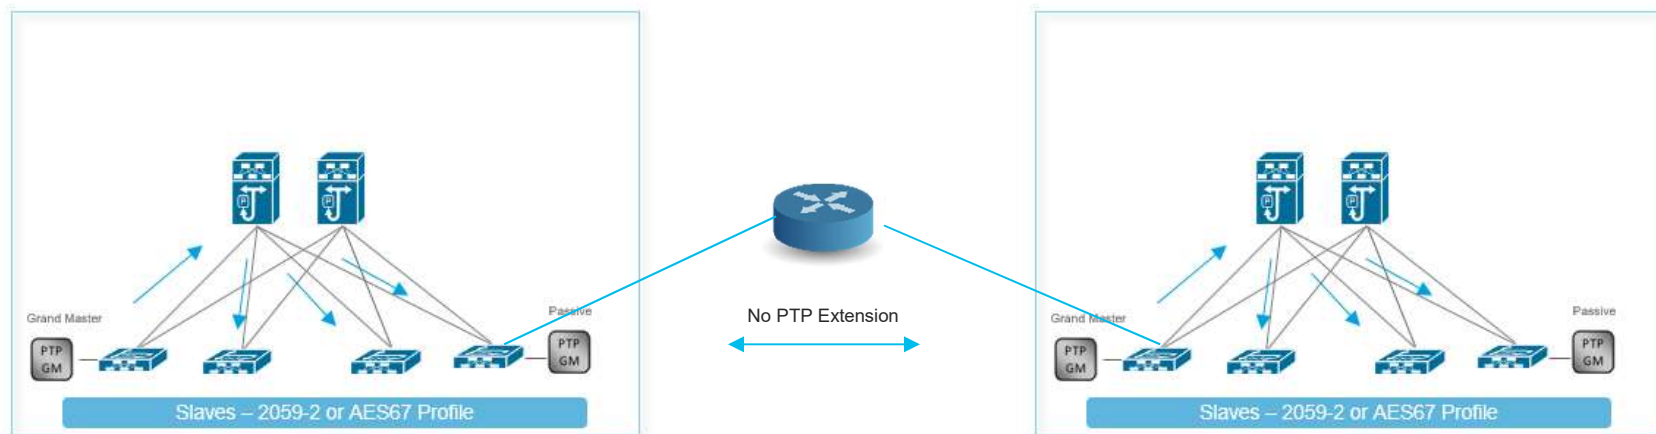 Grand Master
PTP
GM
Passive
PTP
GM
Slaves – 2059-2 or AES67 Profile
No PTP Extension
Grand Master
PTP
GM
Passive
PTP
GM
Slaves – 2059-2 or AES67 Profile